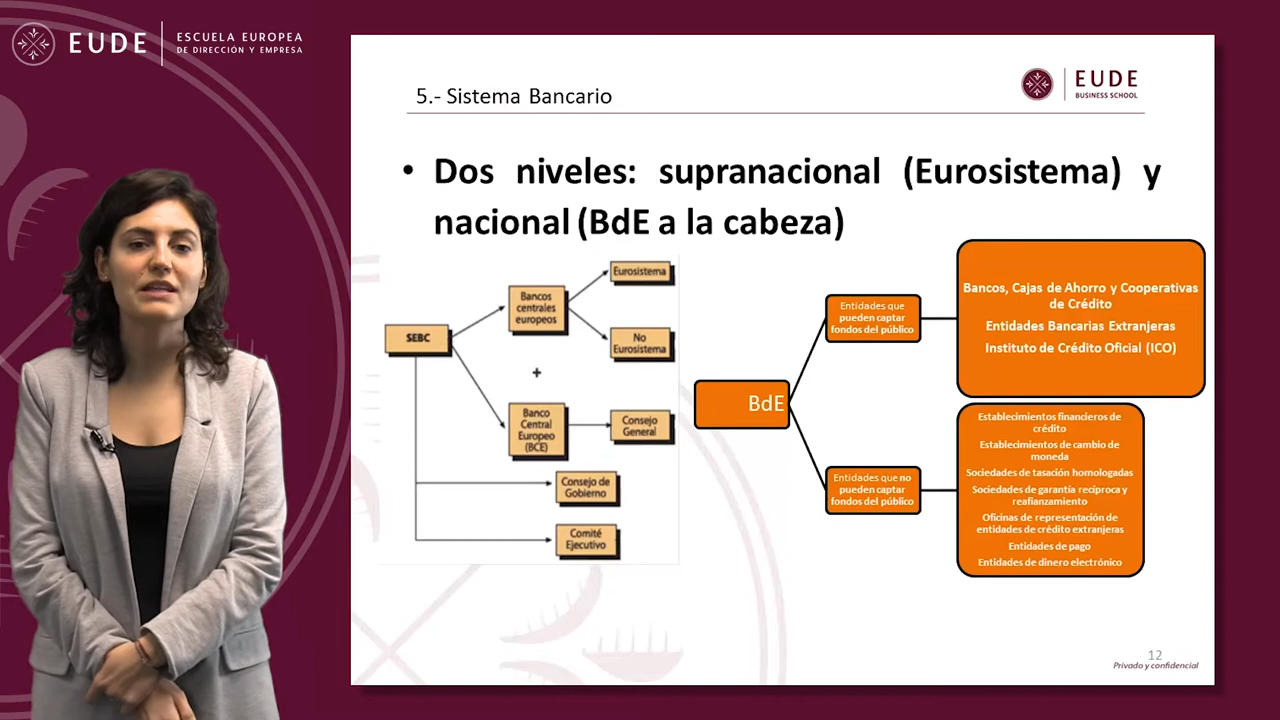 EUDE
ESCUELA EUROPEA
DE DIRECCIÓN Y EMPRESA
5.- Sistema Bancario
EUDE
BUSINESS SCHOOL
• Dos niveles: supranacional (Eurosistema) y
nacional (BdE a la cabeza)
SEBC
Bancos
centrales
europeos
Eurosistema
No
Eurosistema
+
Banco
Central
Europeo
(BCE)
Consejo
General
Consejo de
Gobierno
Comité
Ejecutivo
BdE
Entidades que
pueden captar
fondos del público
Bancos, Cajas de Ahorro y Cooperativas
de Crédito
Entidades Bancarias Extranjeras
Instituto de Crédito Oficial (ICO)
Entidades que no
pueden captar
fondos del público
Establecimientos financieros de
crédito
Establecimientos de cambio de
moneda
Sociedades de tasación homologadas
Sociedades de garantía recíproca y
reafianzamiento
Oficinas de representación de
entidades de crédito extranjeras
Entidades de pago
Entidades de dinero electrónico
12
Privado y confidencial